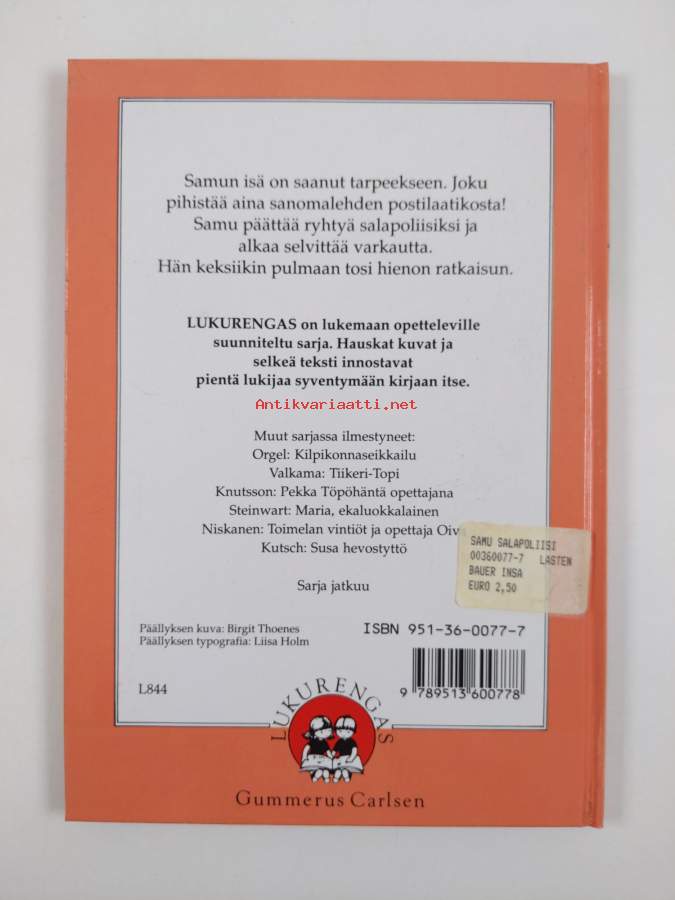 Samun isä on saanut tarpeekseen. Joku
pihistää aina sanomalehden postilaatikosta!
Samu päättää ryhtyä salapoliisiksi ja
alkaa selvittää varkautta.
Hän keksiikin pulmaan tosi hienon ratkaisun.
LUKURENGAS on lukemaan opetteleville
suunniteltu sarja. Hauskat kuvat ja
selkeä teksti innostavat
pientä lukijaa syventymään kirjaan itse.
Antikvariaatti.net
Muut sarjassa ilmestyneet:
Orgel: Kilpikonnaseikkailu
Valkama: Tiikeri-Topi
Knutsson: Pekka Töpöhäntä opettajana
Steinwart: Maria, ekaluokkalainen
Niskanen: Toimelan vintiöt ja opettaja
Kutsch: Susa hevostyttö
Sarja jatkuu
SAMU SALAPOLIISI
00360077-7 LASTEN
BAUER INSA
EURO 2,50
Päällyksen kuva: Birgit Thoenes
Päällyksen typografia: Liisa Holm
ISBN 951-36-0077-7
L844
9 789513 600778
LUKURENGAS
Gummerus Carlsen